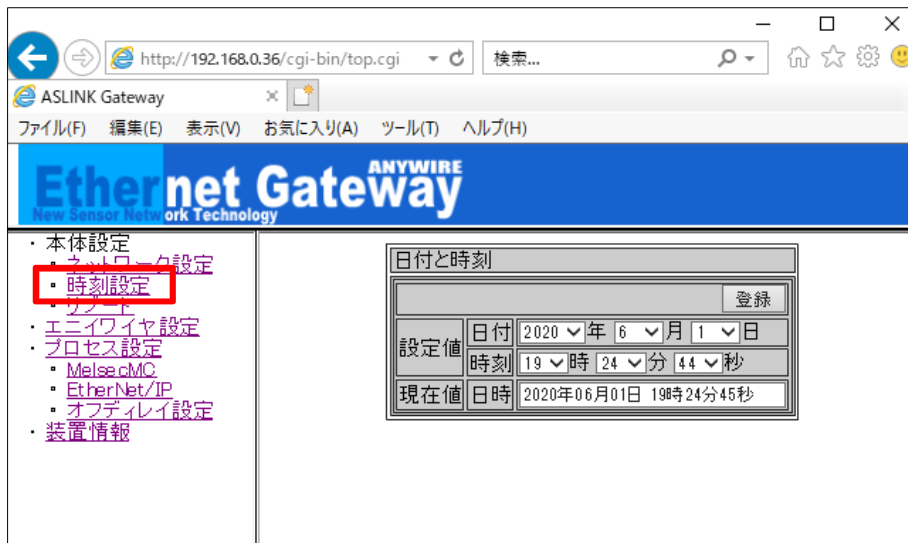 http://192.168.0.36/cgi-bin/top.cgi
検索...
ASLINK Gateway
ファイル(F) 編集(E) 表示(V) お気に入り(A) ツール(T) ヘルプ(H)
ANYWIRE
Ethernet Gateway
New Sensor Network Technology
・本体設定
ネットワーク設定
時刻設定
リブート
・エニイワイヤ設定
・プロセス設定
MelsecMC
EtherNet/IP
オフディレイ設定
・装置情報
日付と時刻
登録
設定値 日付 2020 年 6 月 1 日
時刻 19 時 24 分 44 秒
現在値 日時 2020年06月01日 19時24分45秒